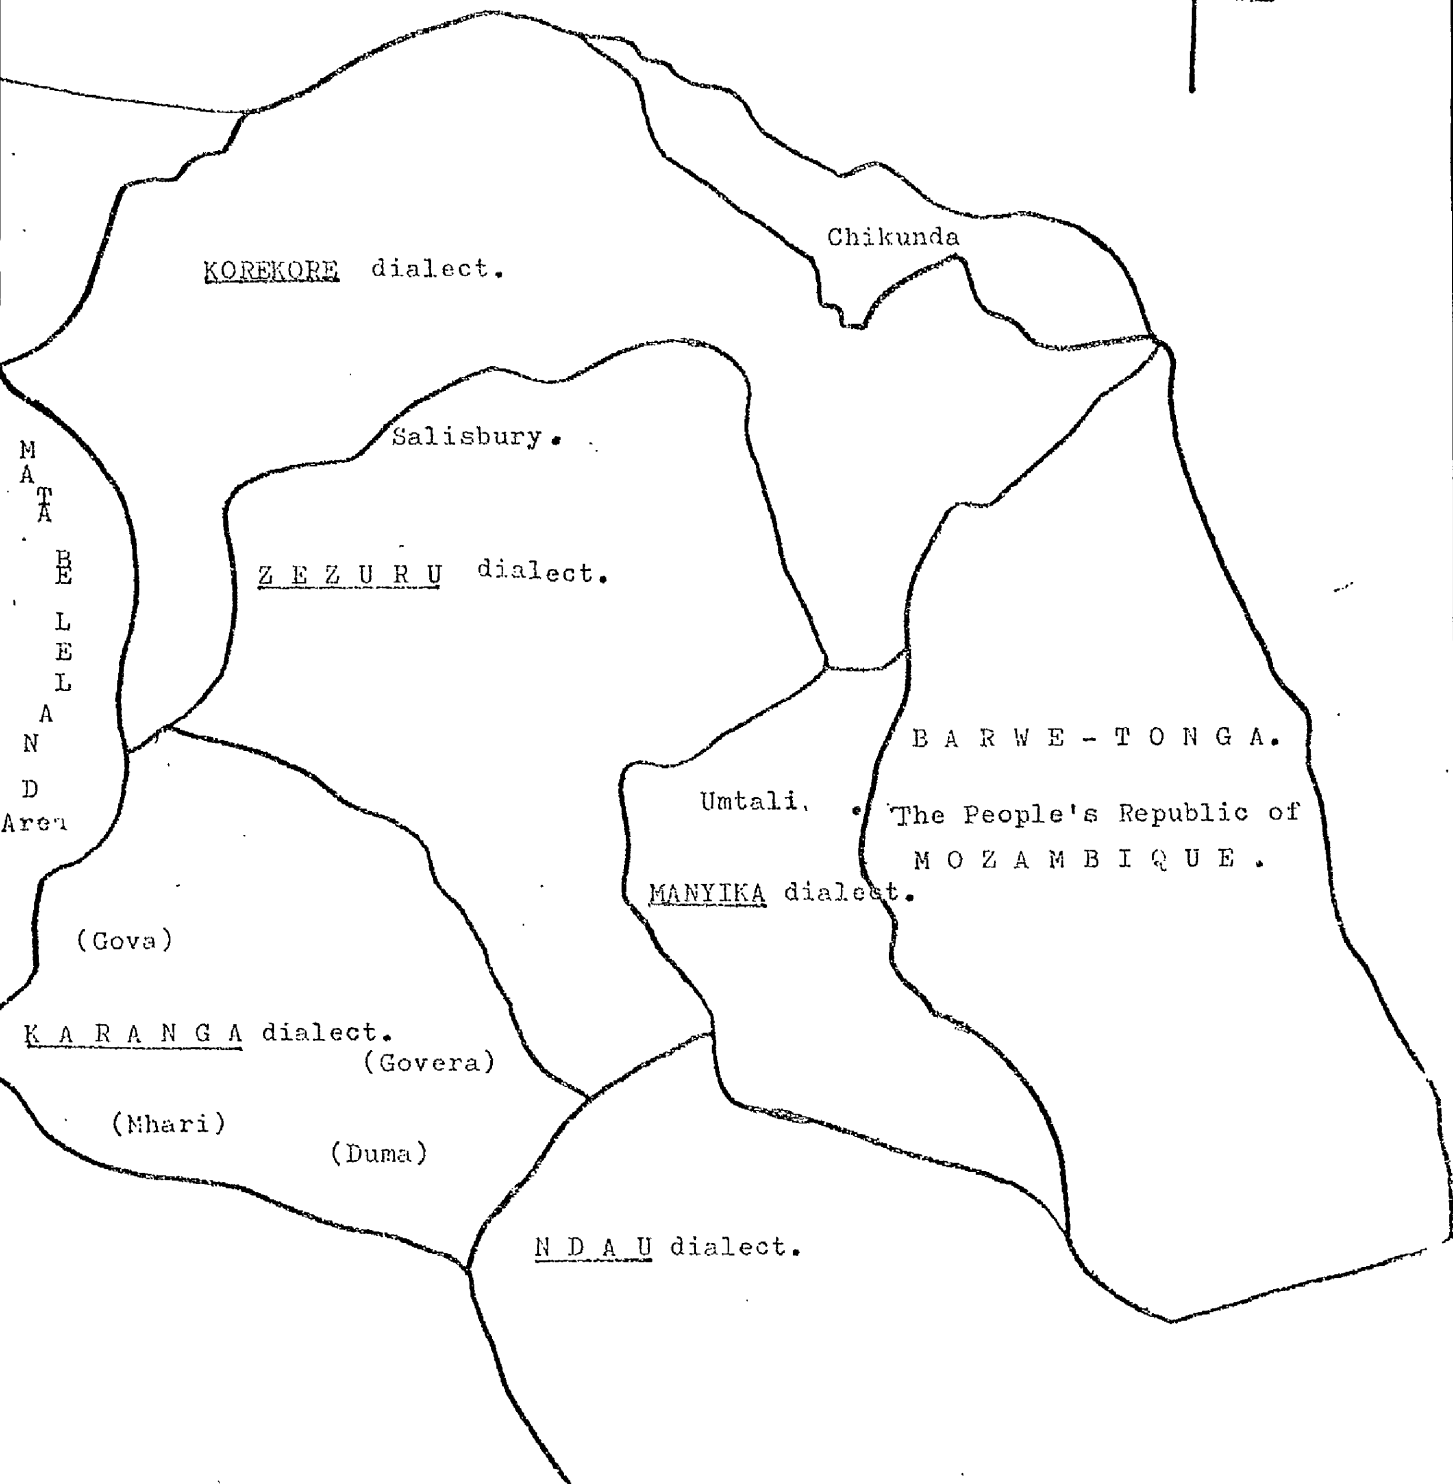 Chikunda
KOREKORE dialect.
Salisbury.
ZEZURU dialect.
MATABELELAND
Area
BARWE-TONGA.
Umtali.
The People's Republic of
MOZAMBIQUE.
MANYIKA dialect.
(Gova)
KARANGA dialect.
(Govera)
(Mhari)
(Duma)
NDAU dialect.